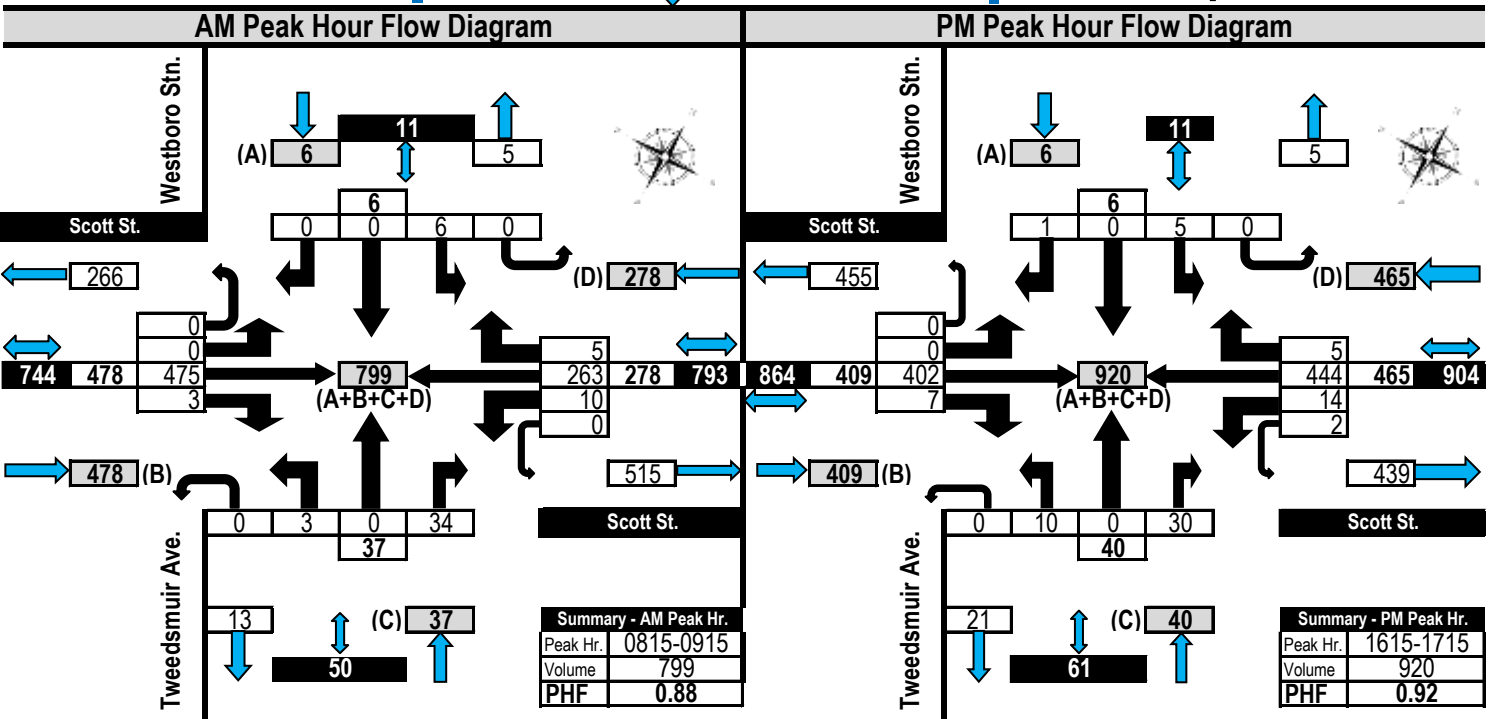 AM Peak Hour Flow Diagram
Westboro Stn.
11
(A) 6
5
6
Scott St.
0 0 6 0
266
(D) 278
0
0
5
744 478 475
799
263 278 793
3
(A+B+C+D)
10
0
478 (B)
515
0 3 0 34
Scott St.
37
Tweedsmuir Ave.
13
(C) 37
50
Summary - AM Peak Hr.
Peak Hr. 0815-0915
Volume 799
PHF 0.88
PM Peak Hour Flow Diagram
Westboro Stn.
11
(A) 6
5
6
Scott St.
1 0 5 0
455
(D) 465
0
0
5
864 409 402
920
444 465 904
7
(A+B+C+D)
14
2
409 (B)
439
0 10 0 30
Scott St.
40
Tweedsmuir Ave.
21
(C) 40
61
Summary - PM Peak Hr.
Peak Hr. 1615-1715
Volume 920
PHF 0.92